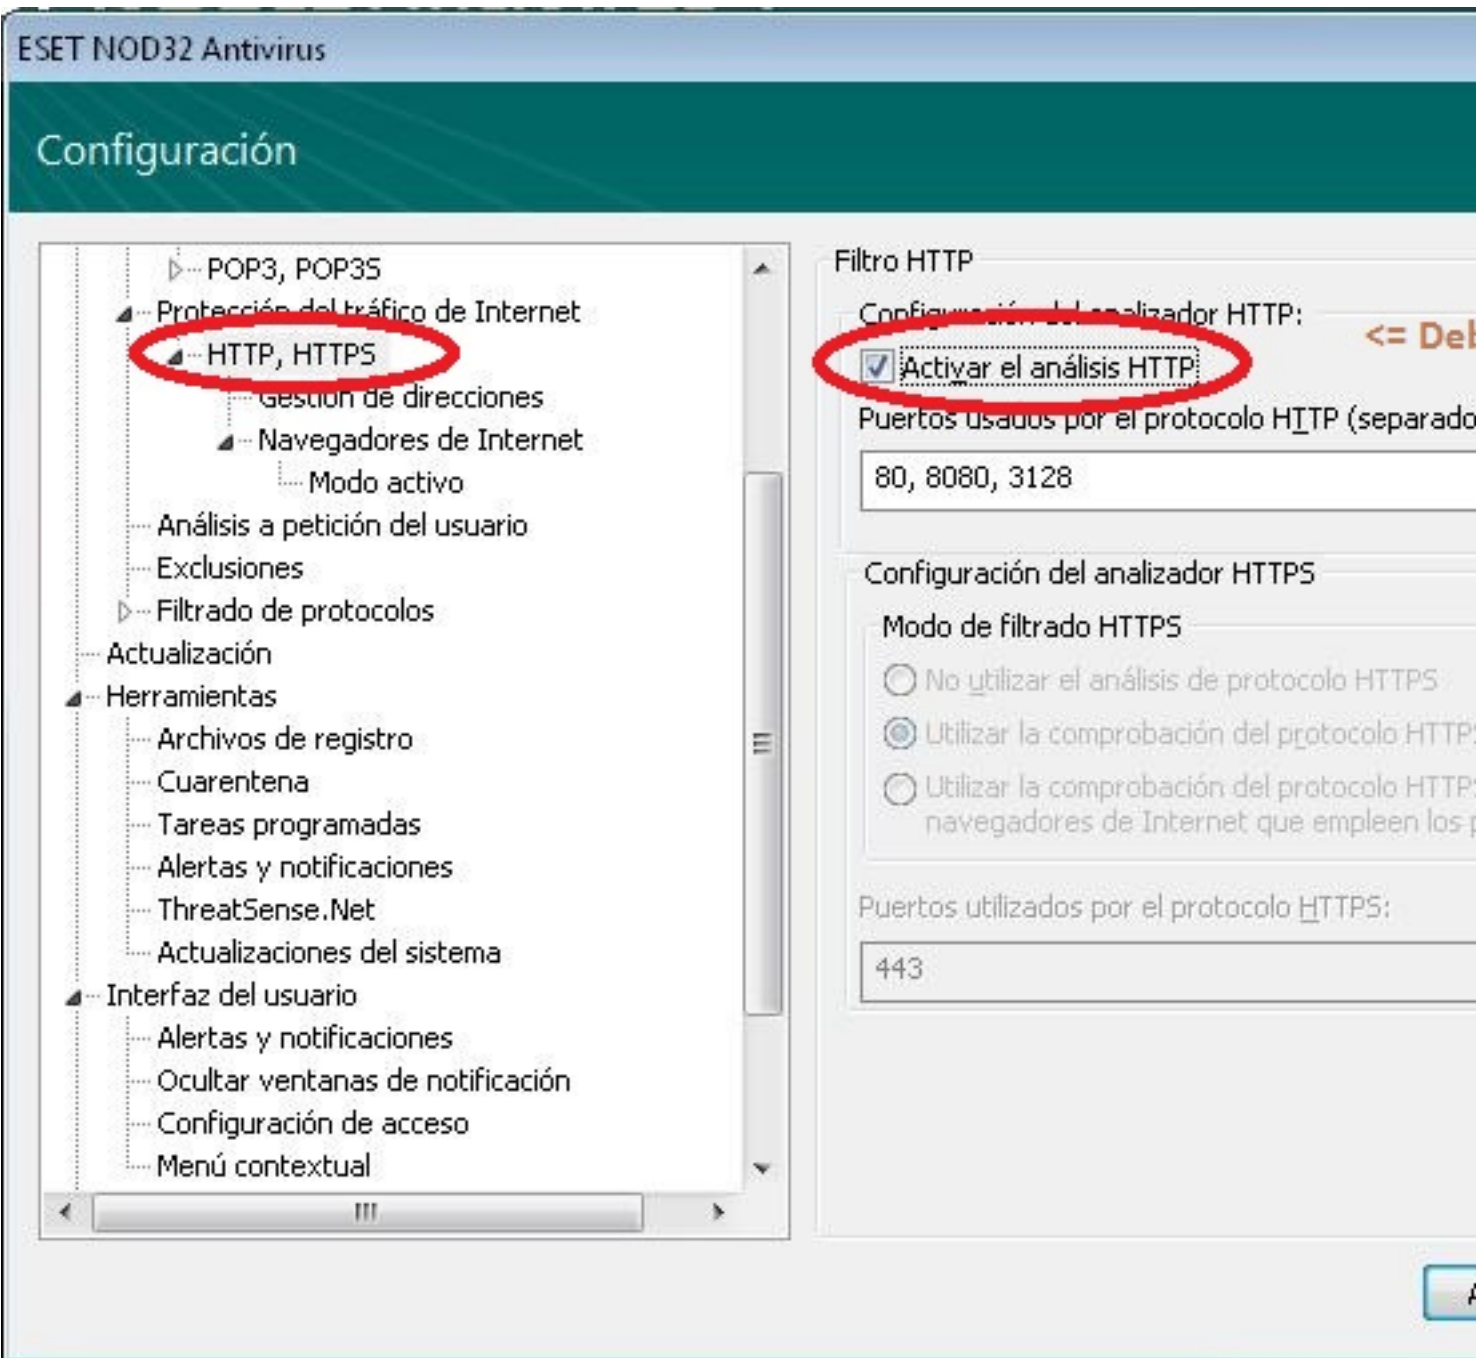 ESET NOD32 Antivirus
Configuración
POP3, POP3S
Protección del tráfico de Internet
HTTP, HTTPS
Gestión de direcciones
Navegadores de Internet
Modo activo
Análisis a petición del usuario
Exclusiones
Filtrado de protocolos
Actualización
Herramientas
Archivos de registro
Cuarentena
Tareas programadas
Alertas y notificaciones
ThreatSense.Net
Actualizaciones del sistema
Interfaz del usuario
Alertas y notificaciones
Ocultar ventanas de notificación
Configuración de acceso
Menú contextual
Filtro HTTP
Configuración del analizador HTTP:
<= Deb
Activar el análisis HTTP
Puertos usados por el protocolo HTTP (separado
80, 8080, 3128
Configuración del analizador HTTPS
Modo de filtrado HTTPS
No utilizar el análisis de protocolo HTTPS
Utilizar la comprobación del protocolo HTTPS
Utilizar la comprobación del protocolo HTTPS
navegadores de Internet que empleen los p
Puertos utilizados por el protocolo HTTPS:
443
A